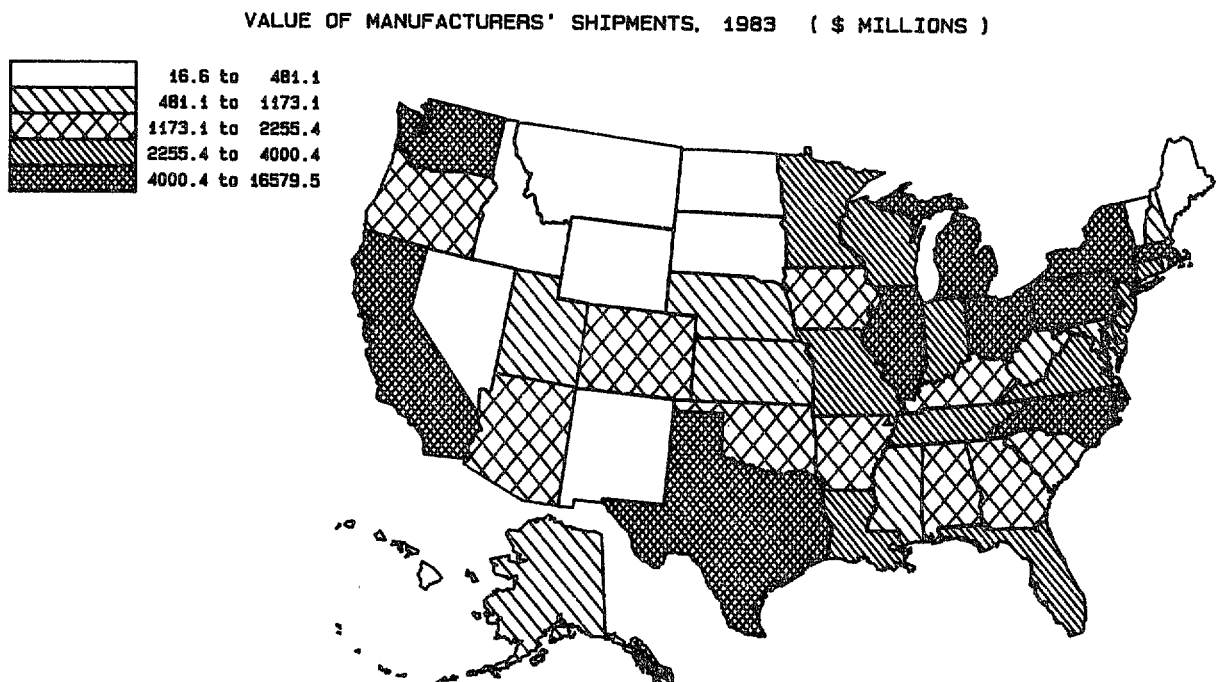 VALUE OF MANUFACTURERS' SHIPMENTS, 1983 ( $ MILLIONS )
16.6 to 481.1
481.1 to 1173.1
1173.1 to 2255.4
2255.4 to 4000.4
4000.4 to 16579.5